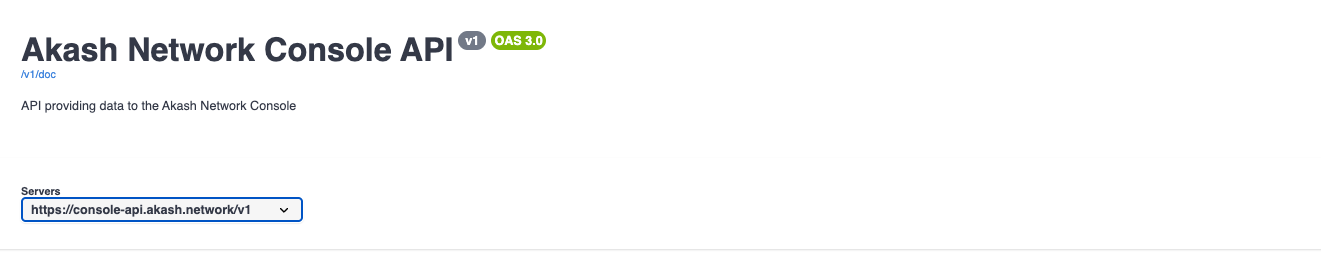 Akash Network Console API v1 OAS 3.0
/v1/doc
API providing data to the Akash Network Console
Servers
https://console-api.akash.network/v1